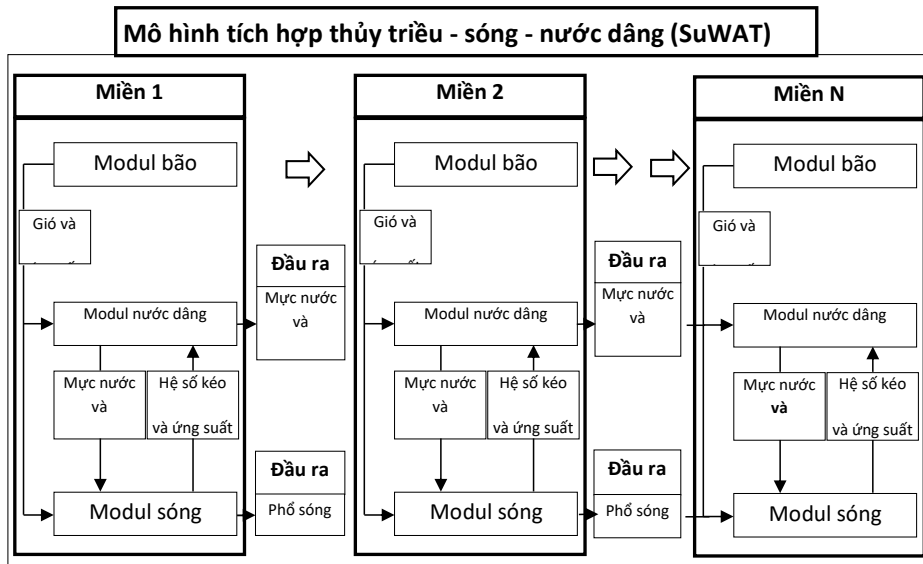 Mô hình tích hợp thủy triều - sóng - nước dâng (SuWAT)
Miền 1
Modul bão
Gió và
Modul nước dâng
Mực nước
và
Hệ số kéo
và ứng suất
Modul sóng
Đầu ra
Mực nước
và
Đầu ra
Phổ sóng
Miền 2
Modul bão
Gió và
Modul nước dâng
Mực nước
và
Hệ số kéo
và ứng suất
Modul sóng
Đầu ra
Mực nước
và
Đầu ra
Phổ sóng
Miền N
Modul bão
Gió và
Modul nước dâng
Mực nước
và
Hệ số kéo
và ứng suất
Modul sóng